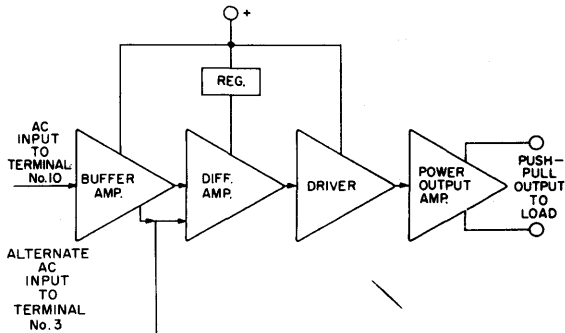 +
REG.
AC
INPUT
TO
TERMINAL
No.10
BUFFER
AMP.
DIFF.
AMP.
DRIVER
POWER
OUTPUT
AMP.
PUSH-
PULL
OUTPUT
TO
LOAD
ALTERNATE
AC
INPUT
TO
TERMINAL
No.3